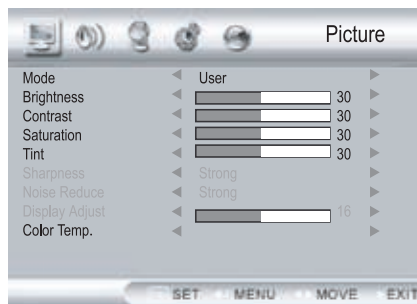 Picture
Mode User
Brightness 30
Contrast 30
Saturation 30
Tint 30
Sharpness Strong
Noise Reduce Strong
Display Adjust 16
Color Temp.
SET MENU MOVE EXIT